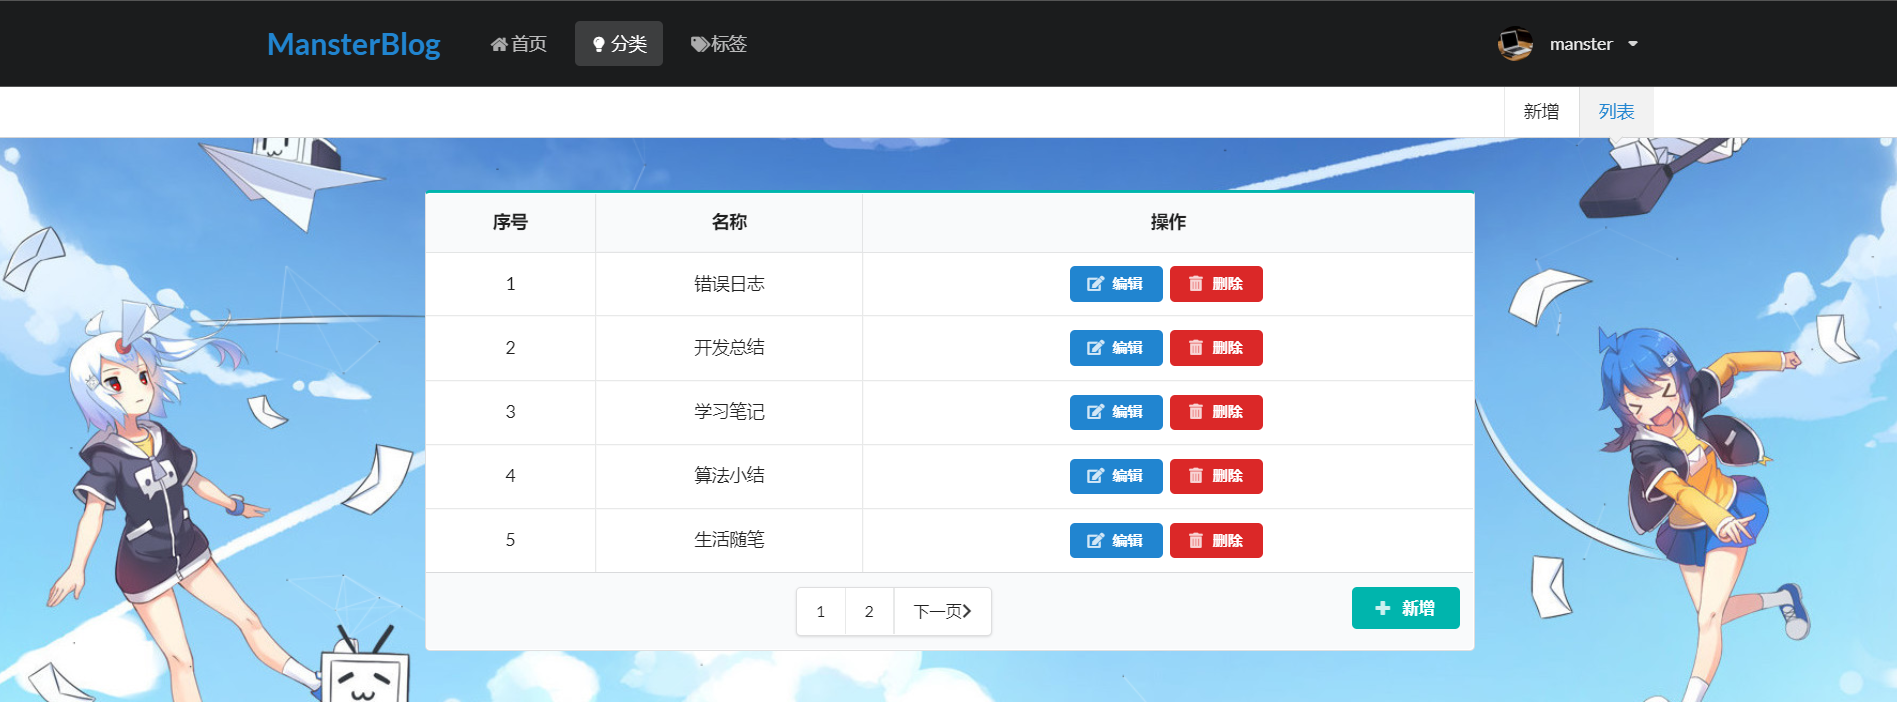 MansterBlog 首页 分类 标签 manster
新增 列表
序号 名称 操作
1 错误日志 编辑 删除
2 开发总结 编辑 删除
3 学习笔记 编辑 删除
4 算法小结 编辑 删除
5 生活随笔 编辑 删除
1 2 下一页 新增